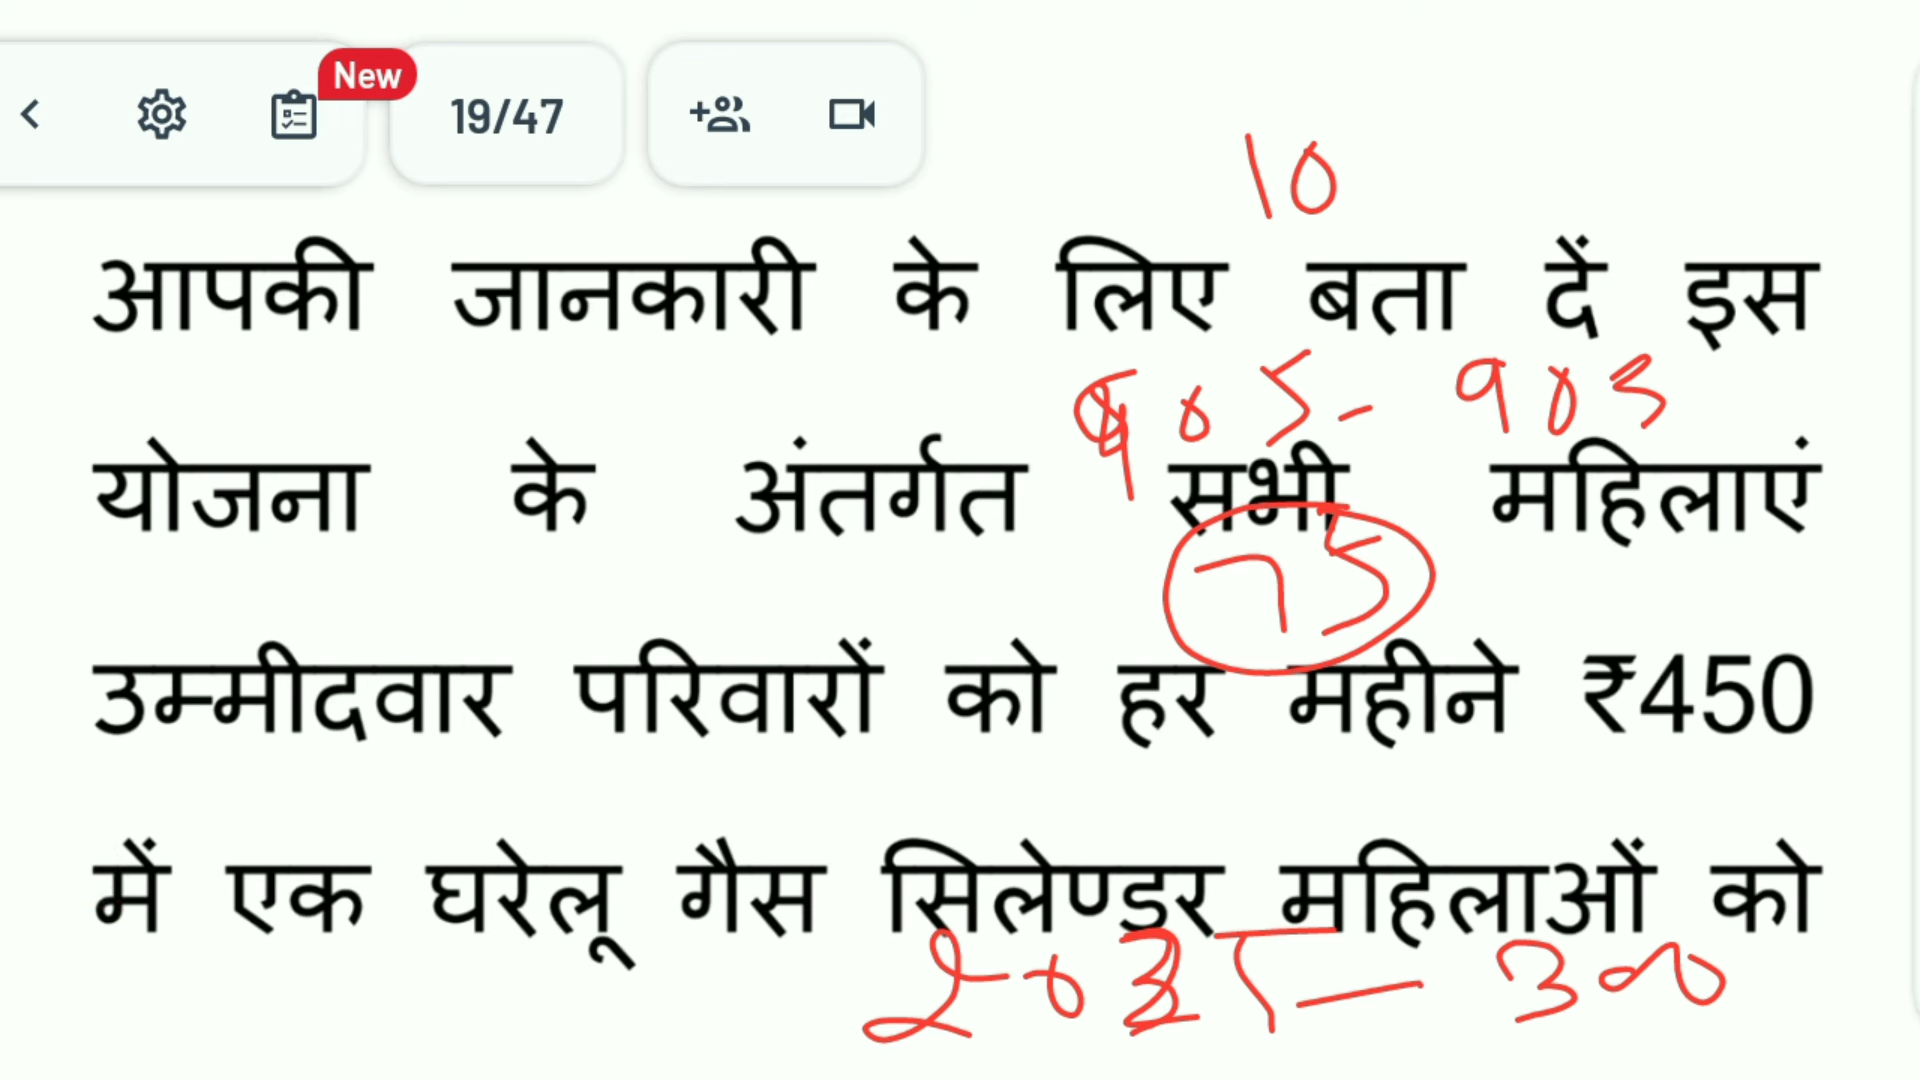 New
19/47
10
आपकी जानकारी के लिए बता दें इस
903
योजना के अंतर्गत सभी महिलाएं
75
उम्मीदवार परिवारों को हर महीने ₹450
में एक घरेलू गैस सिलेण्डर महिलाओं को
300